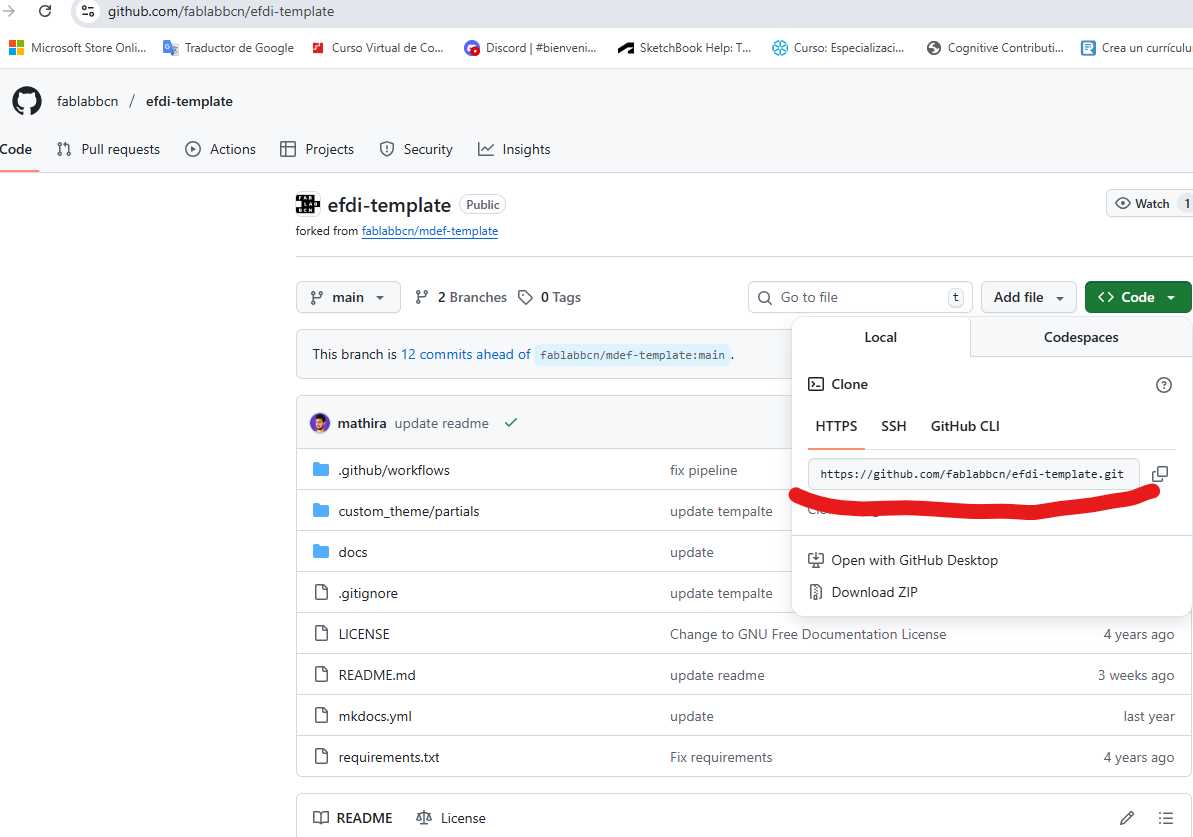 github.com/fablabbcn/efdi-template
Microsoft Store Onli... Traductor de Google Curso Virtual de Co... Discord | #bienveni... SketchBook Help: T... Curso: Especializaci... Cognitive Contributi... Crea un currículu
fablabbcn / efdi-template
Code Pull requests Actions Projects Security Insights
efdi-template Public
Watch 1
forked from fablabbcn/mdef-template
main 2 Branches 0 Tags Go to file t Add file Code
Local Codespaces
This branch is 12 commits ahead of fablabbcn/mdef-template:main .
Clone
HTTPS SSH GitHub CLI
https://github.com/fablabbcn/efdi-template.git
Open with GitHub Desktop
Download ZIP
mathira update readme
.github/workflows fix pipeline
custom_theme/partials update tempalte
docs update
.gitignore update tempalte
LICENSE Change to GNU Free Documentation License 4 years ago
README.md update readme 3 weeks ago
mkdocs.yml update last year
requirements.txt Fix requirements 4 years ago
README License